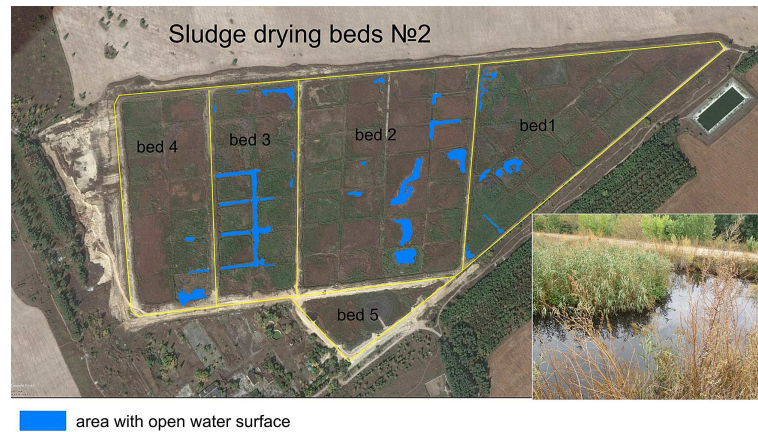 Sludge drying beds №2
bed 4
bed 3
bed 2
bed1
bed 5
area with open water surface